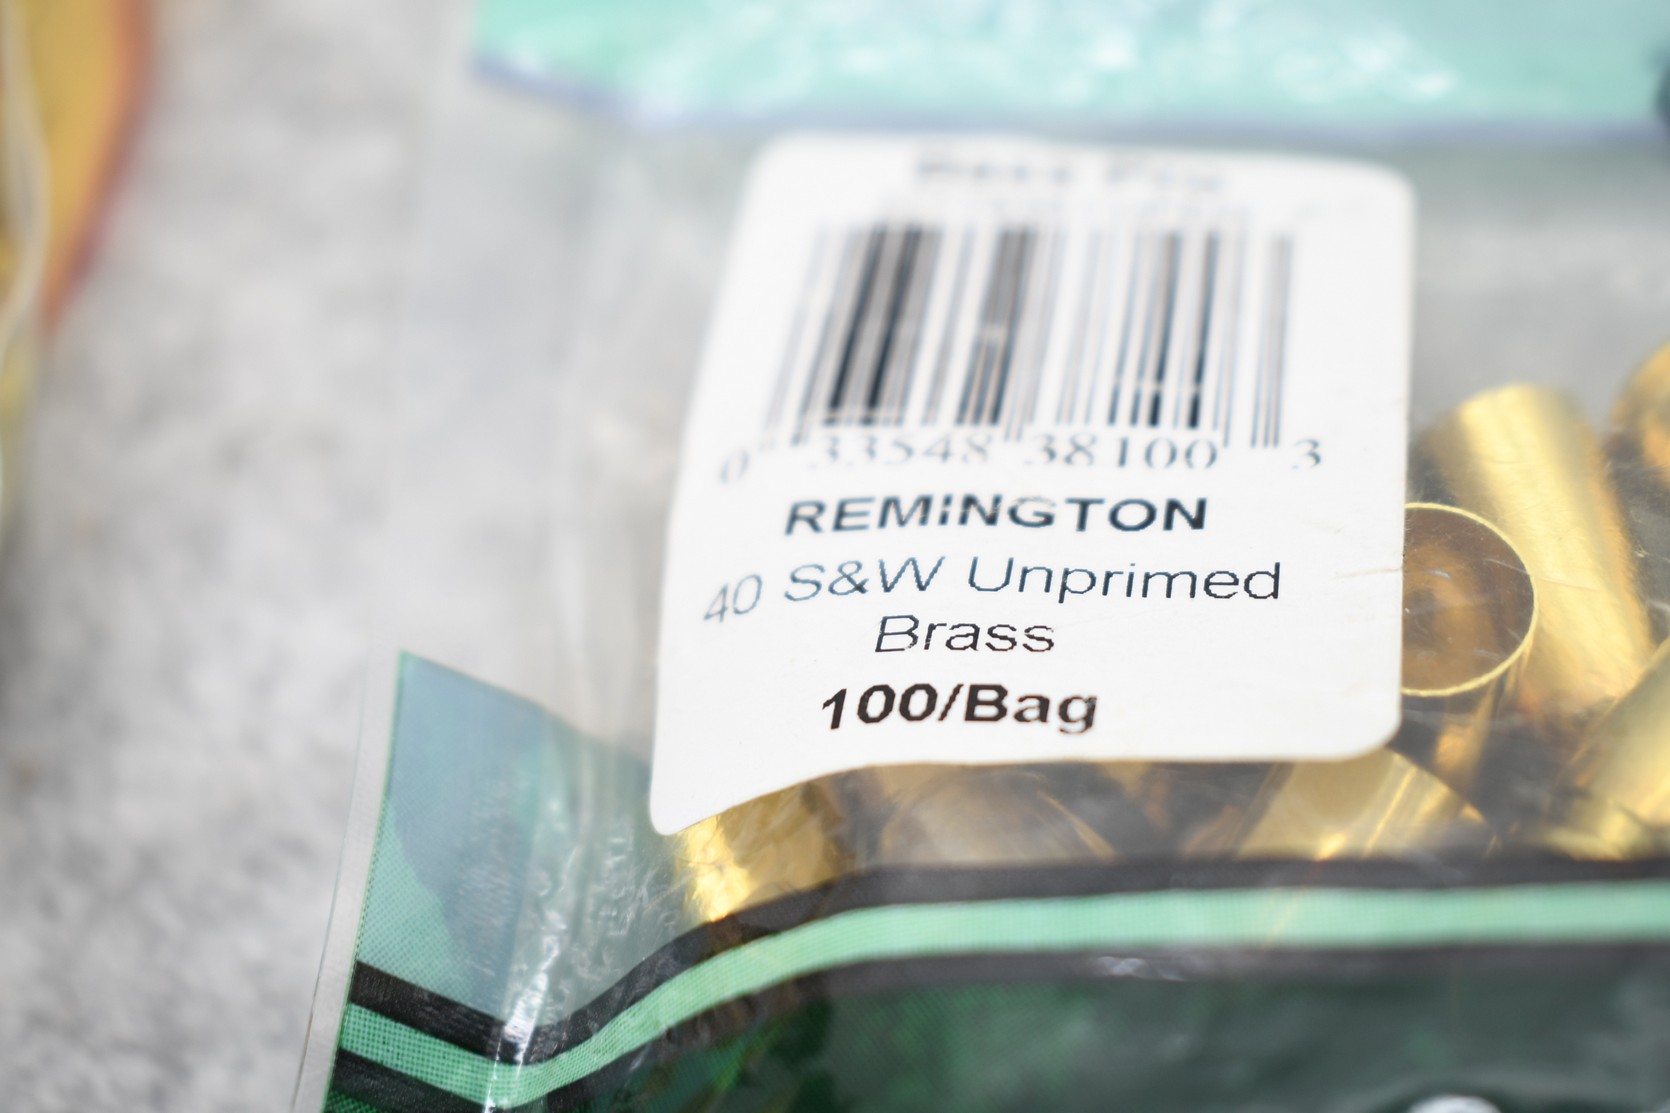 0 33548 38100 3
REMINGTON
40 S&W Unprimed
Brass
100/Bag